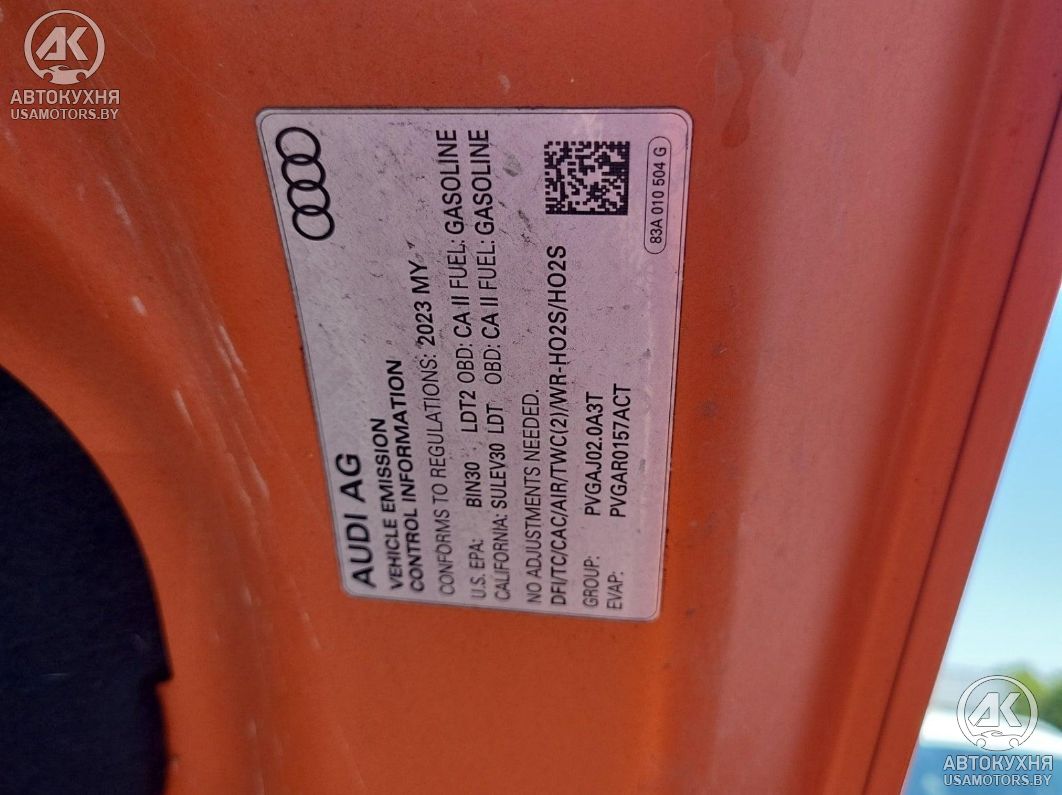 AK
АВТОКУХНЯ
USAMOTORS.BY
AUDI AG
VEHICLE EMISSION
CONTROL INFORMATION
CONFORMS TO REGULATIONS: 2023 MY
U.S. EPA: BIN30 LDT2 OBD: CA II FUEL: GASOLINE
CALIFORNIA: SULEV30 LDT OBD: CA II FUEL: GASOLINE
NO ADJUSTMENTS NEEDED.
DFI/TC/CAC/AIR/TWC(2)/WR-HO2S/HO2S
GROUP: PVGAJ02.0A3T
EVAP: PVGAR0157ACT
83A 010 504 G
AK
АВТОКУХНЯ
USAMOTORS.BY